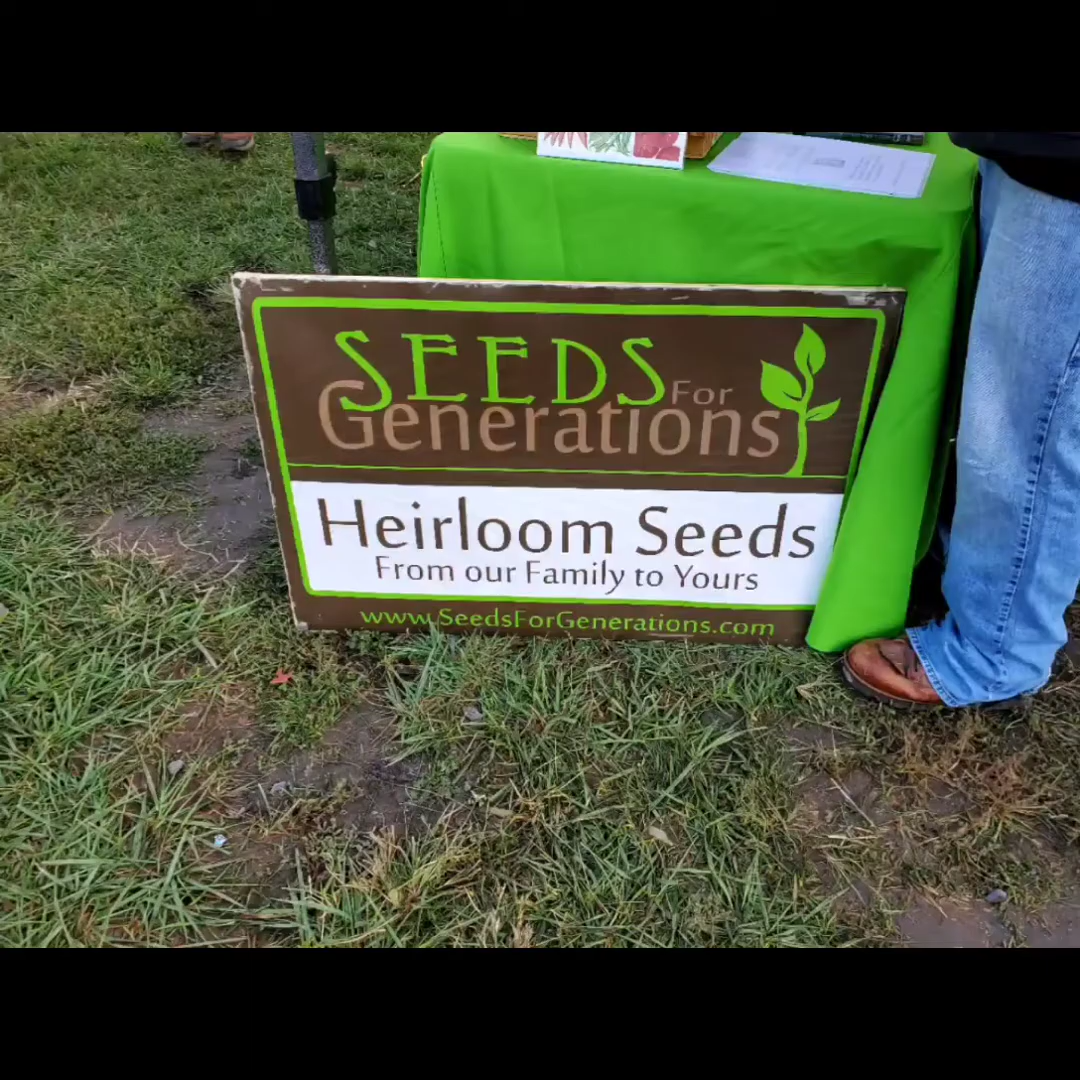 SEEDS For
Generations
Heirloom Seeds
From our Family to Yours
www.SeedsForGenerations.com